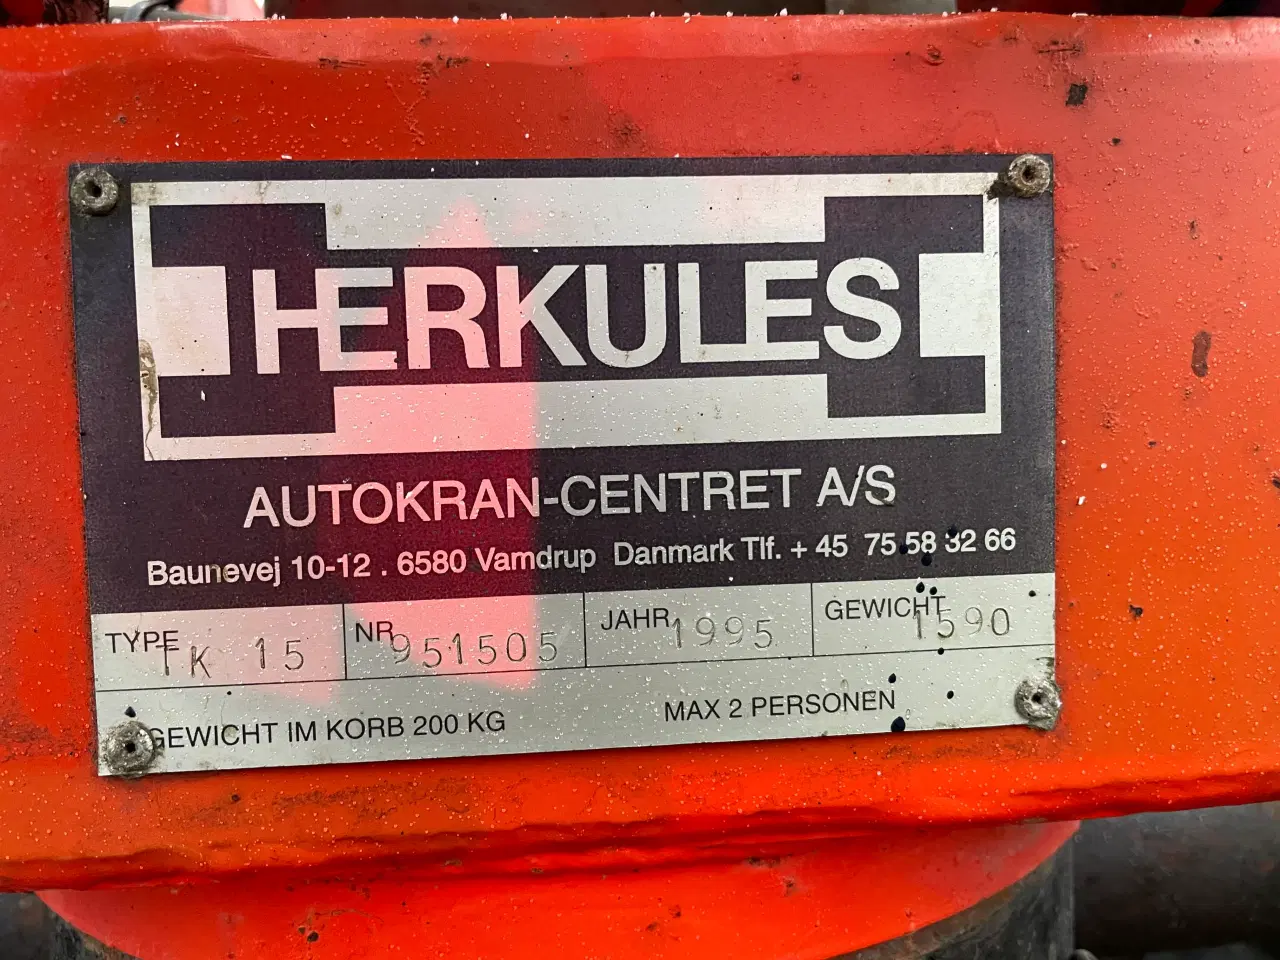 HERKULES
AUTOKRAN-CENTRET A/S
Baunevej 10-12 . 6580 Vamdrup Danmark Tlf. + 45 75 58 32 66
TYPE TK 15 NR 951505 JAHR 1995 GEWICHT 1590
GEWICHT IM KORB 200 KG MAX 2 PERSONEN